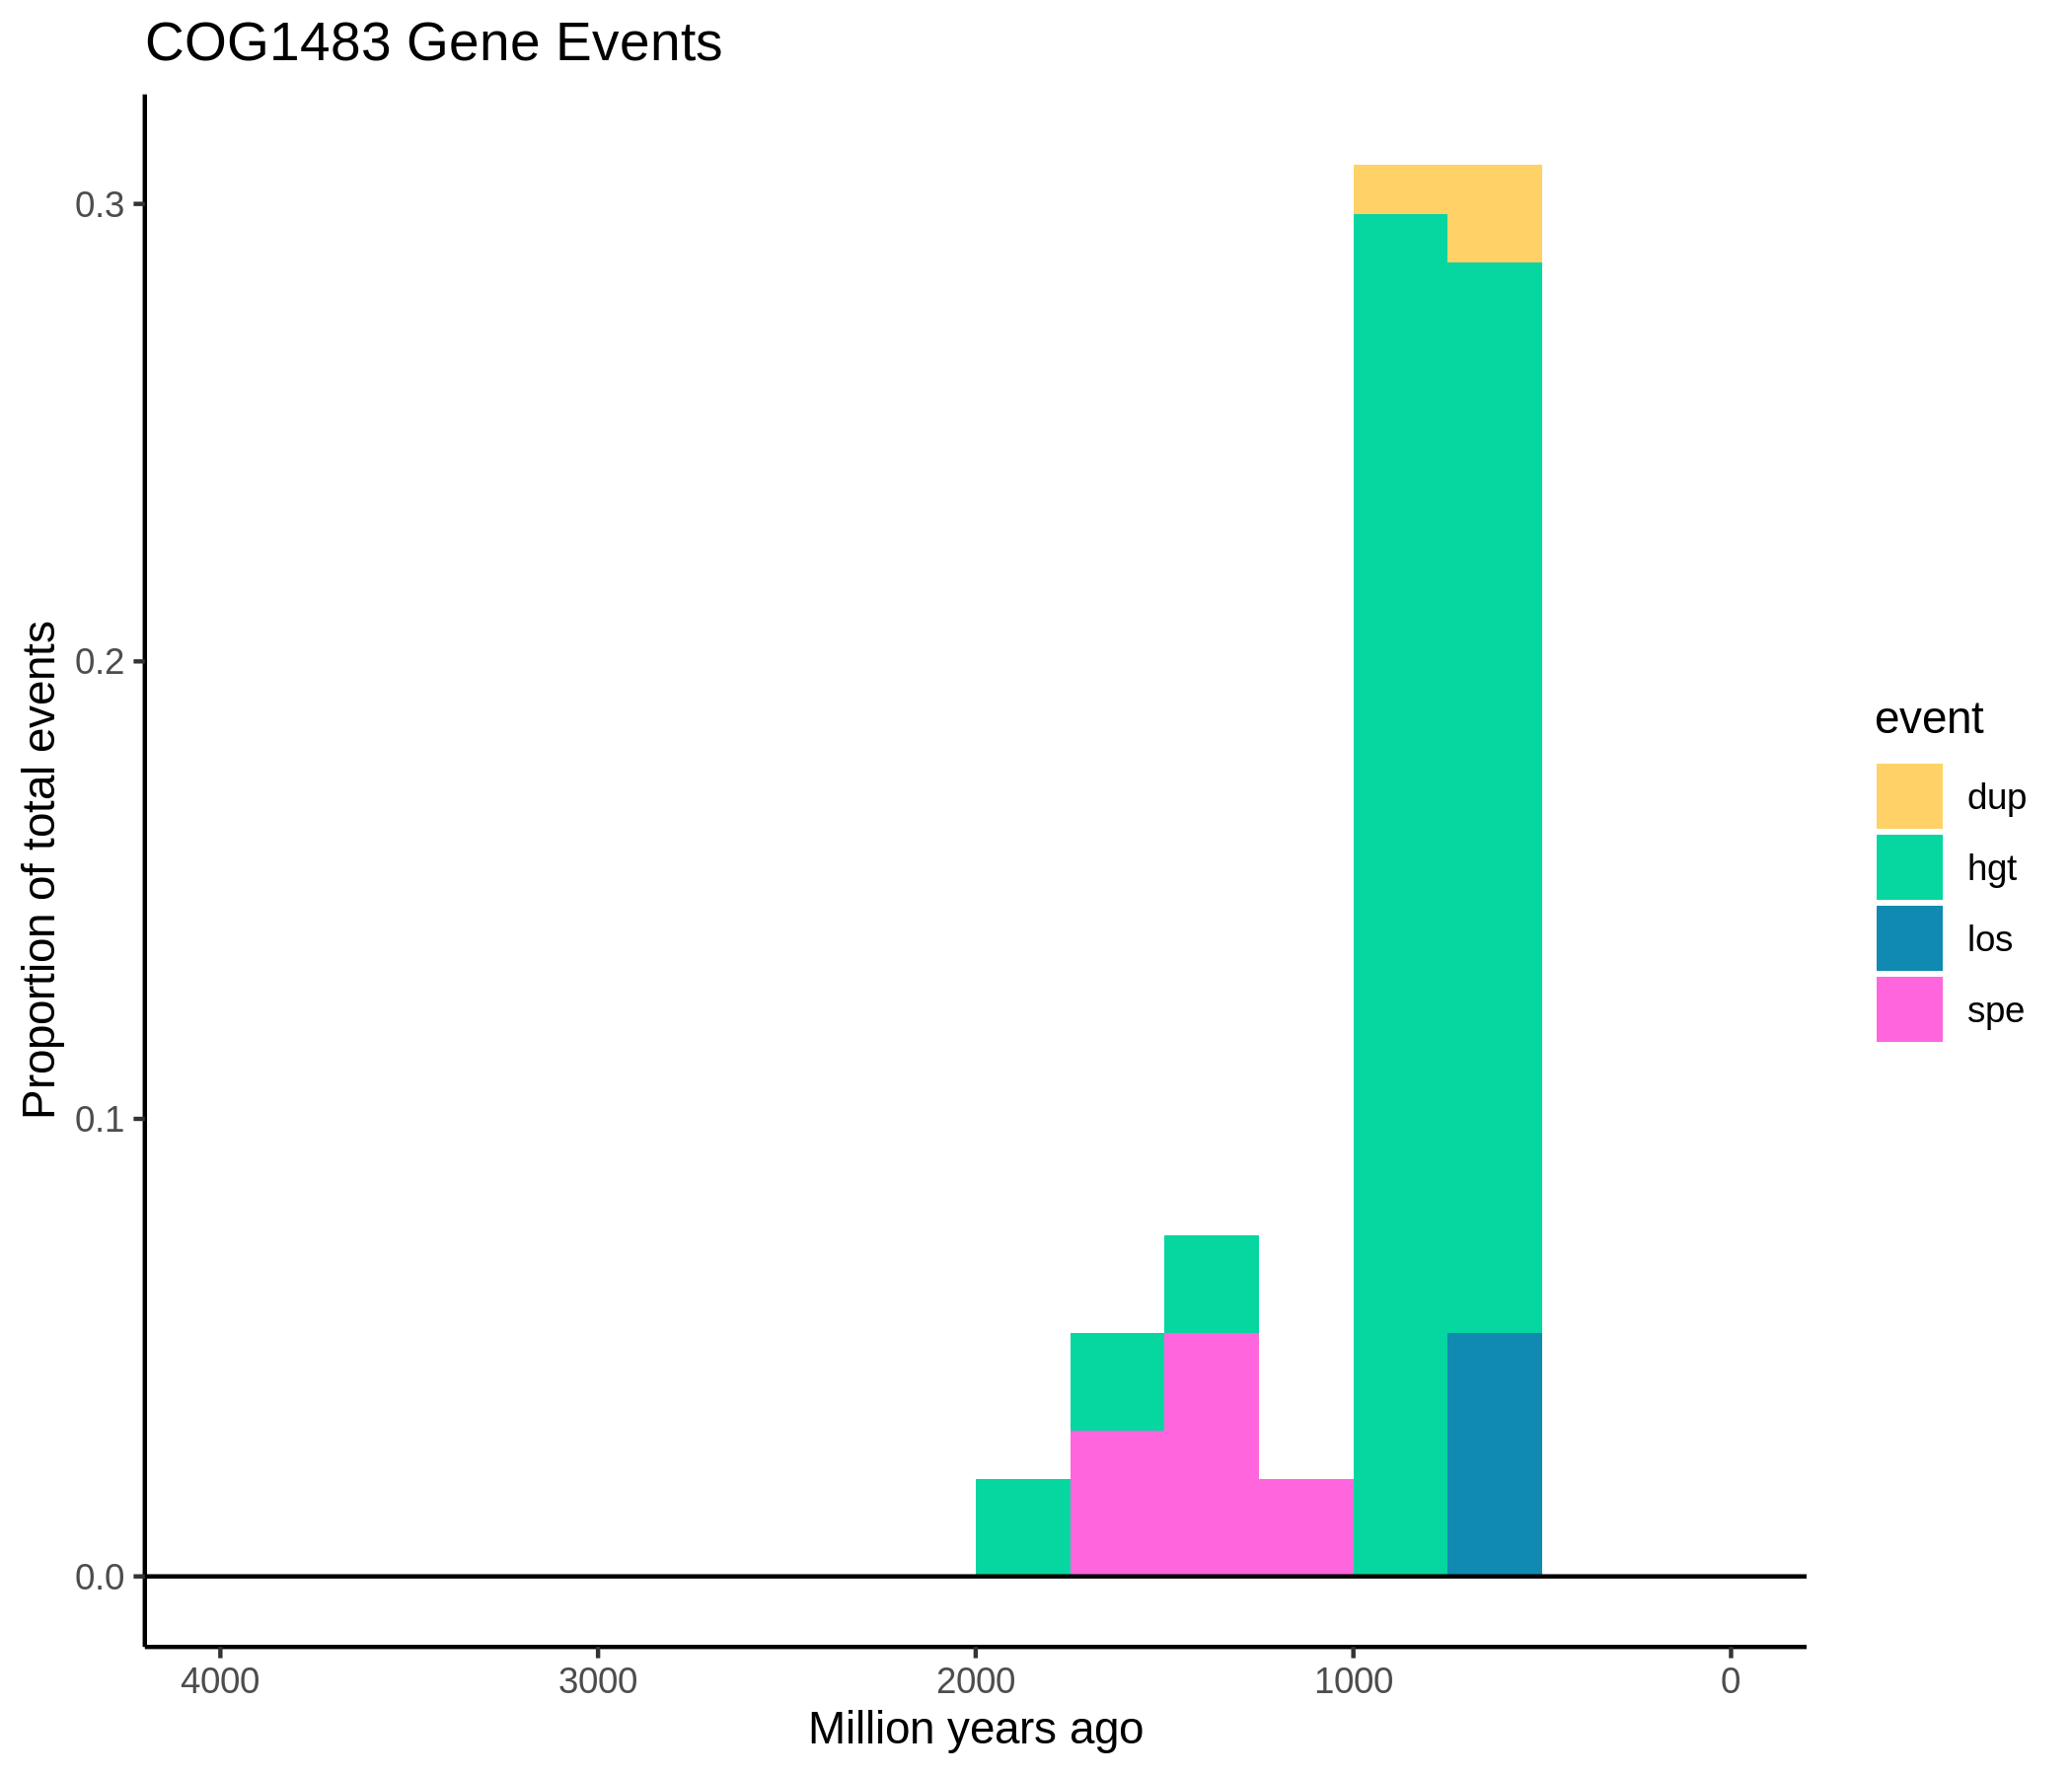 COG1483 Gene Events
Proportion of total events
0.3
0.2
0.1
0.0
4000 3000 2000 1000 0
Million years ago
event
dup
hgt
los
spe